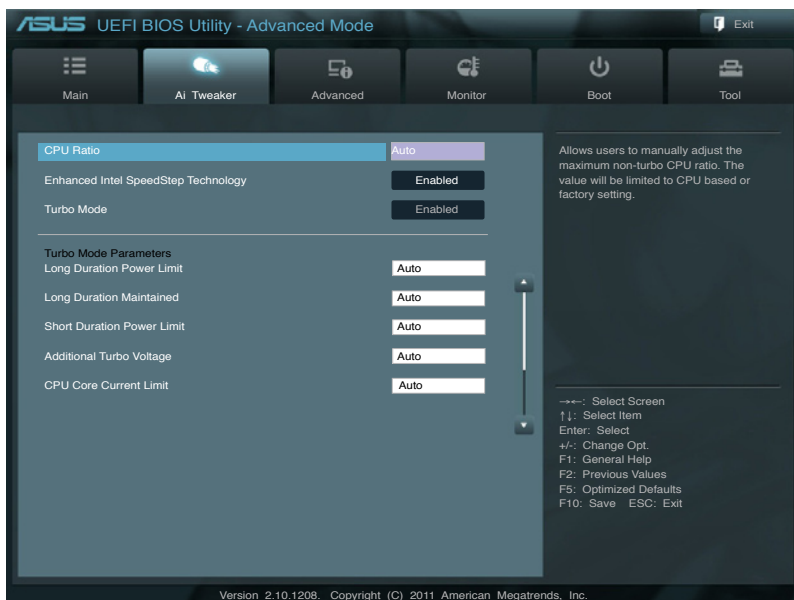 ASUS UEFI BIOS Utility - Advanced Mode
Exit
Main
Ai Tweaker
Advanced
Monitor
Boot
Tool
CPU Ratio Auto
Enhanced Intel SpeedStep Technology Enabled
Turbo Mode Enabled
Turbo Mode Parameters
Long Duration Power Limit Auto
Long Duration Maintained Auto
Short Duration Power Limit Auto
Additional Turbo Voltage Auto
CPU Core Current Limit Auto
Allows users to manually adjust the
maximum non-turbo CPU ratio. The
value will be limited to CPU based or
factory setting.
→←: Select Screen
↑↓: Select Item
Enter: Select
+/-: Change Opt.
F1: General Help
F2: Previous Values
F5: Optimized Defaults
F10: Save ESC: Exit
Version 2.10.1208. Copyright (C) 2011 American Megatrends, Inc.